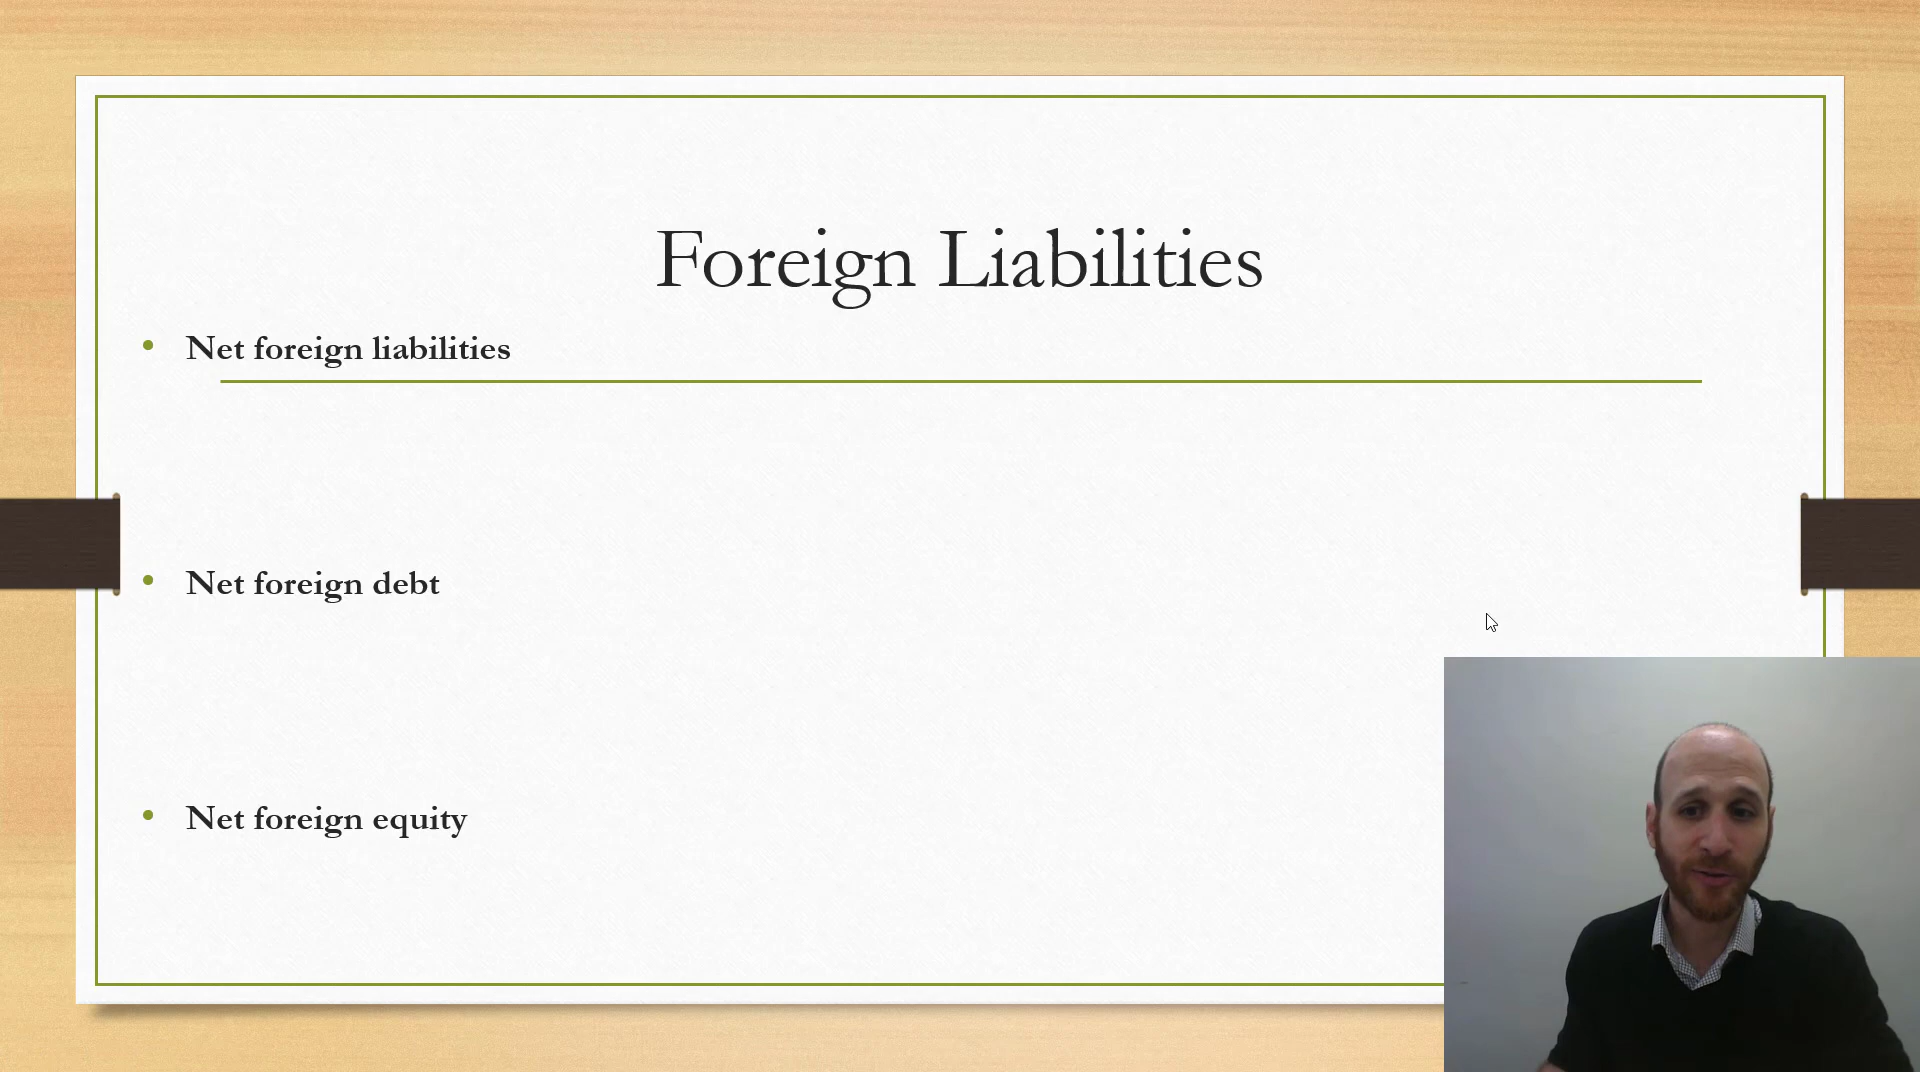 Foreign Liabilities
• Net foreign liabilities
• Net foreign debt
• Net foreign equity